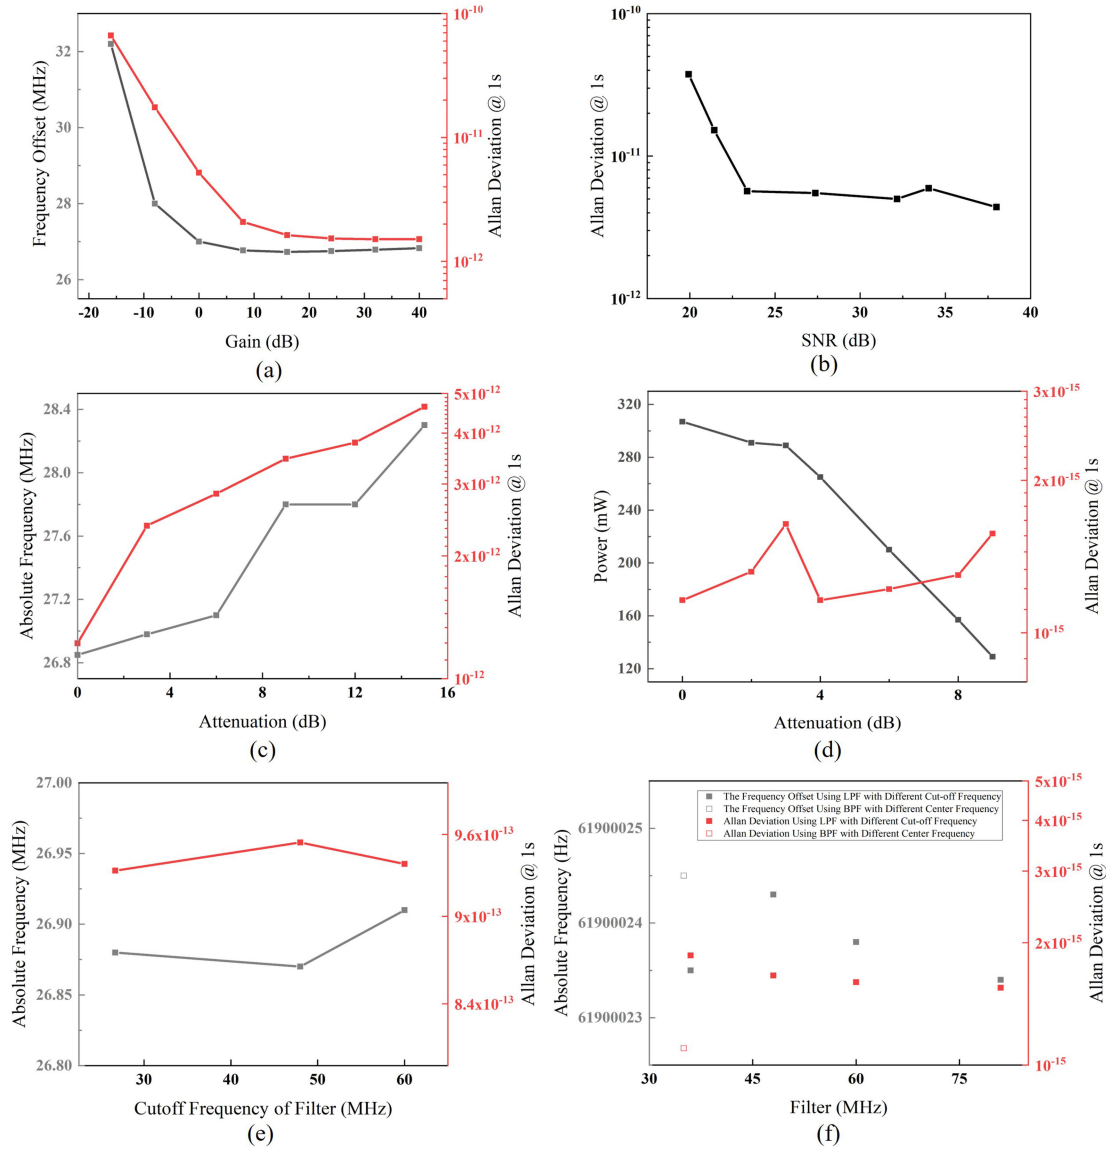 32
30
28
26
Frequency Offset (MHz)
-20 -10 0 10 20 30 40
Gain (dB)
10⁻¹⁰
10⁻¹¹
10⁻¹²
Allan Deviation @ 1s
(a)
10⁻¹⁰
10⁻¹¹
10⁻¹²
Allan Deviation @ 1s
20 25 30 35 40
SNR (dB)
(b)
28.4
28.0
27.6
27.2
26.8
Absolute Frequency (MHz)
0 4 8 12 16
Attenuation (dB)
5x10⁻¹²
4x10⁻¹²
3x10⁻¹²
2x10⁻¹²
10⁻¹²
Allan Deviation @ 1s
(c)
320
280
240
200
160
120
Power (mW)
0 4 8
Attenuation (dB)
3x10⁻¹⁵
2x10⁻¹⁵
10⁻¹⁵
Allan Deviation @ 1s
(d)
27.00
26.95
26.90
26.85
26.80
Absolute Frequency (MHz)
30 40 50 60
Cutoff Frequency of Filter (MHz)
9.6x10⁻¹³
9x10⁻¹³
8.4x10⁻¹³
Allan Deviation @ 1s
(e)
The Frequency Offset Using LPF with Different Cut-off Frequency
The Frequency Offset Using BPF with Different Center Frequency
Allan Deviation Using LPF with Different Cut-off Frequency
Allan Deviation Using BPF with Different Center Frequency
61900025
61900024
61900023
Absolute Frequency (Hz)
30 45 60 75
Filter (MHz)
5x10⁻¹⁵
4x10⁻¹⁵
3x10⁻¹⁵
2x10⁻¹⁵
10⁻¹⁵
Allan Deviation @ 1s
(f)